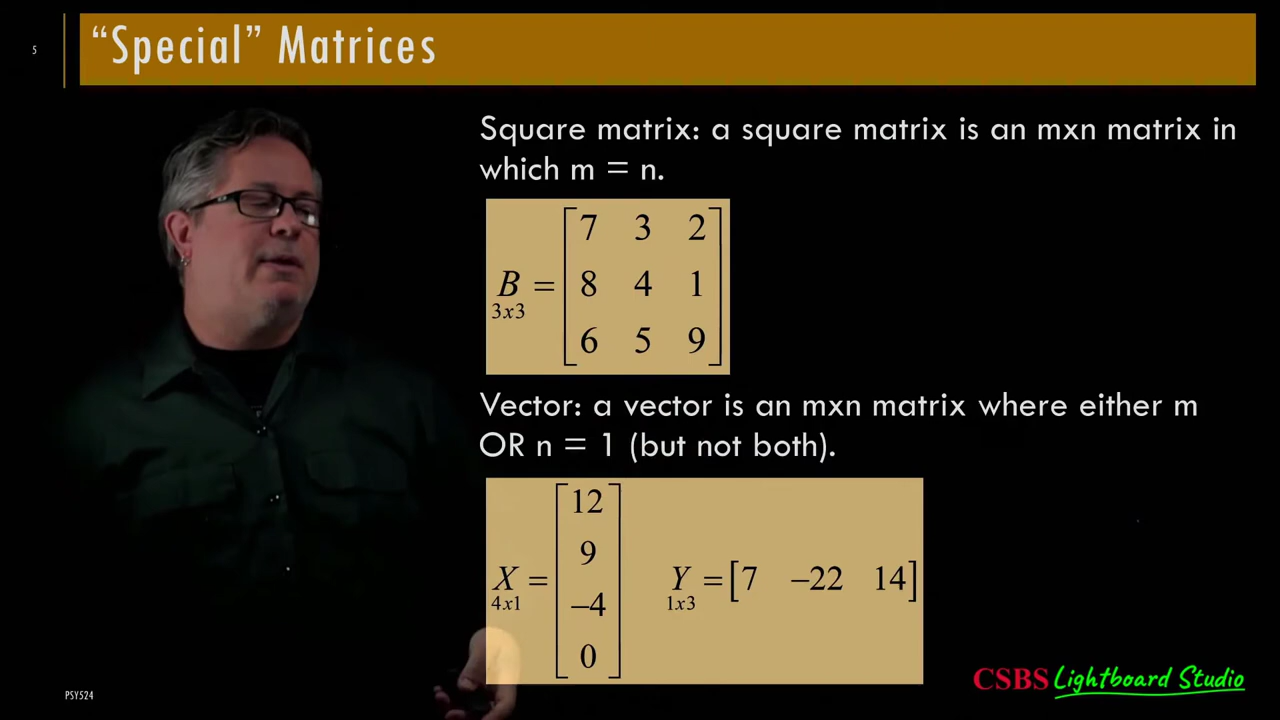 5
“Special” Matrices
Square matrix: a square matrix is an mxn matrix in
which m = n.
7 3 2
B = 8 4 1
3x3
6 5 9
Vector: a vector is an mxn matrix where either m
OR n = 1 (but not both).
12
9
X = Y = [7 −22 14]
4x1 1x3
−4
0
CSBS Lightboard Studio
PSY524